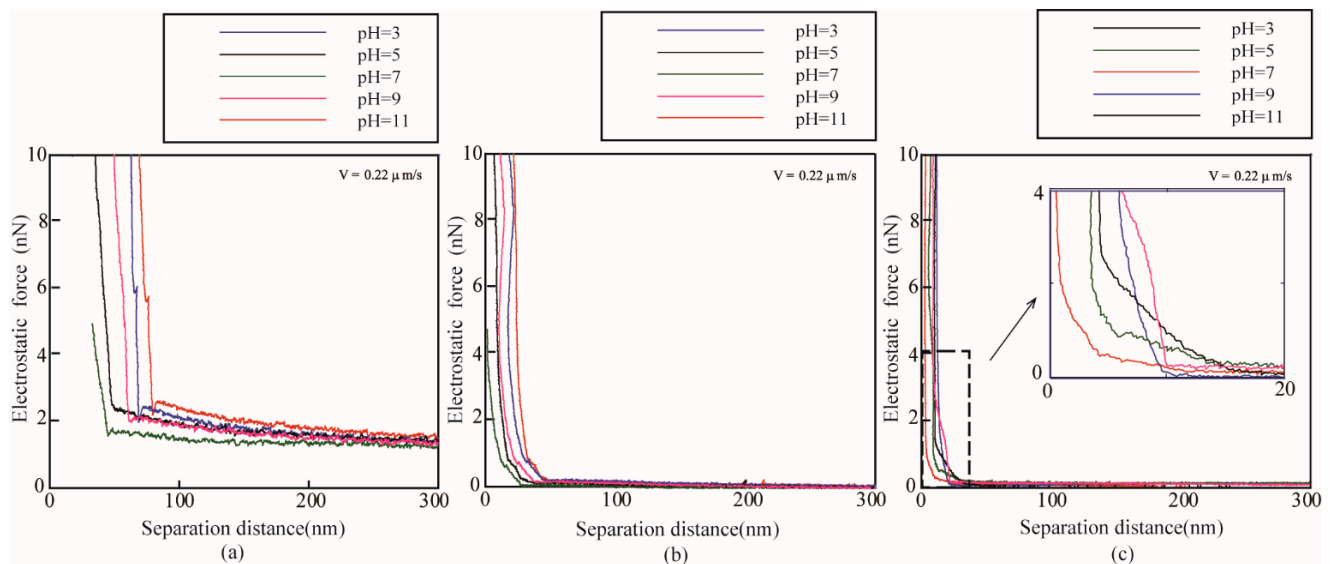 pH=3
pH=5
pH=7
pH=9
pH=11
10
8
6
4
2
0
100
200
300
V = 0.22 µ m/s
Electrostatic force (nN)
Separation distance(nm)
(a)
pH=3
pH=5
pH=7
pH=9
pH=11
10
8
6
4
2
0
0
100
200
300
V = 0.22 µ m/s
Electrostatic force (nN)
Separation distance(nm)
(b)
pH=3
pH=5
pH=7
pH=9
pH=11
10
8
6
4
2
0
0
100
200
300
V = 0.22 µ m/s
4
0
0
20
Electrostatic force (nN)
Separation distance(nm)
(c)